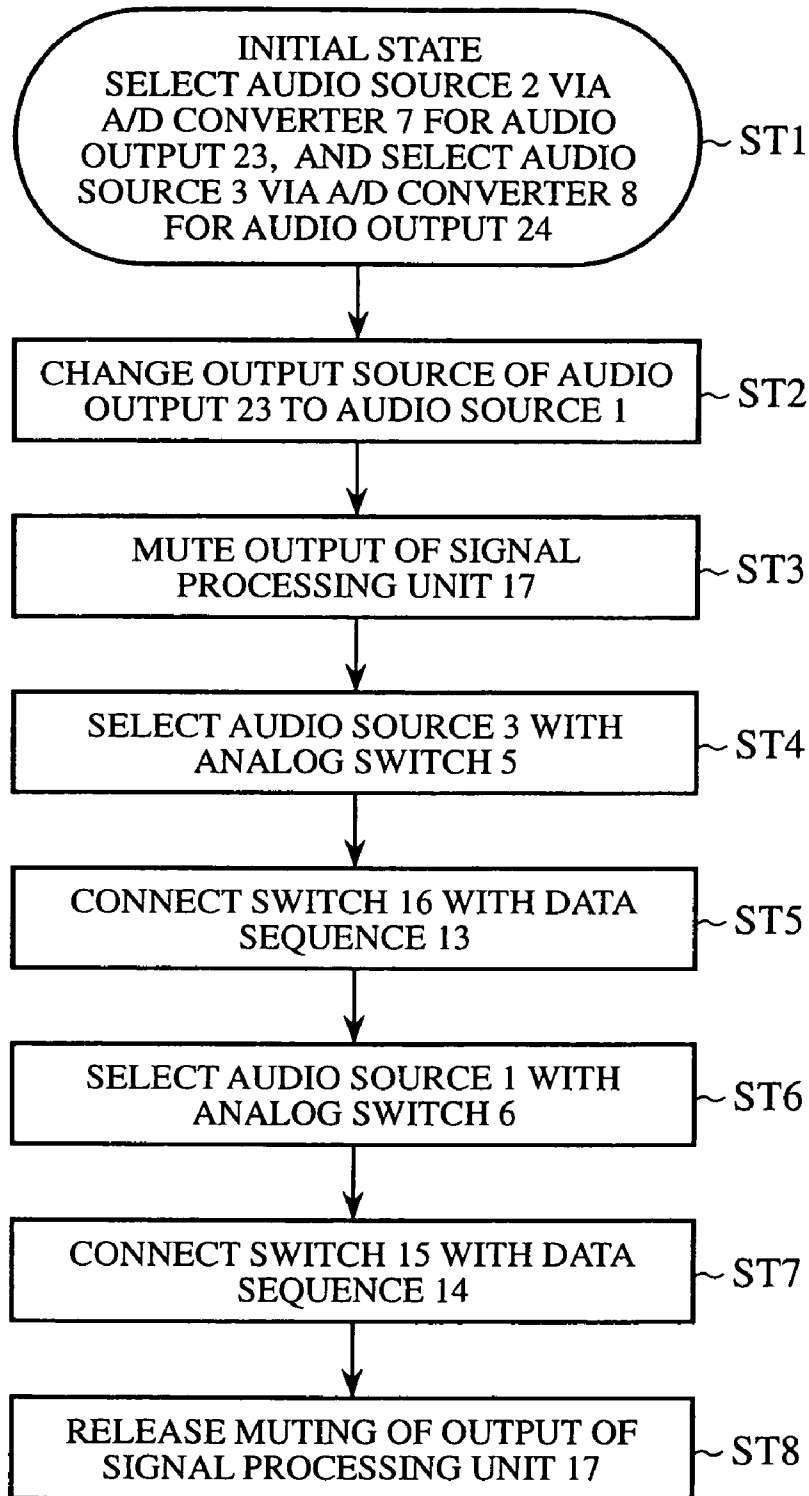 INITIAL STATE
SELECT AUDIO SOURCE 2 VIA
A/D CONVERTER 7 FOR AUDIO
OUTPUT 23, AND SELECT AUDIO
SOURCE 3 VIA A/D CONVERTER 8
FOR AUDIO OUTPUT 24
ST1
CHANGE OUTPUT SOURCE OF AUDIO
OUTPUT 23 TO AUDIO SOURCE 1
ST2
MUTE OUTPUT OF SIGNAL
PROCESSING UNIT 17
ST3
SELECT AUDIO SOURCE 3 WITH
ANALOG SWITCH 5
ST4
CONNECT SWITCH 16 WITH DATA
SEQUENCE 13
ST5
SELECT AUDIO SOURCE 1 WITH
ANALOG SWITCH 6
ST6
CONNECT SWITCH 15 WITH DATA
SEQUENCE 14
ST7
RELEASE MUTING OF OUTPUT OF
SIGNAL PROCESSING UNIT 17
ST8